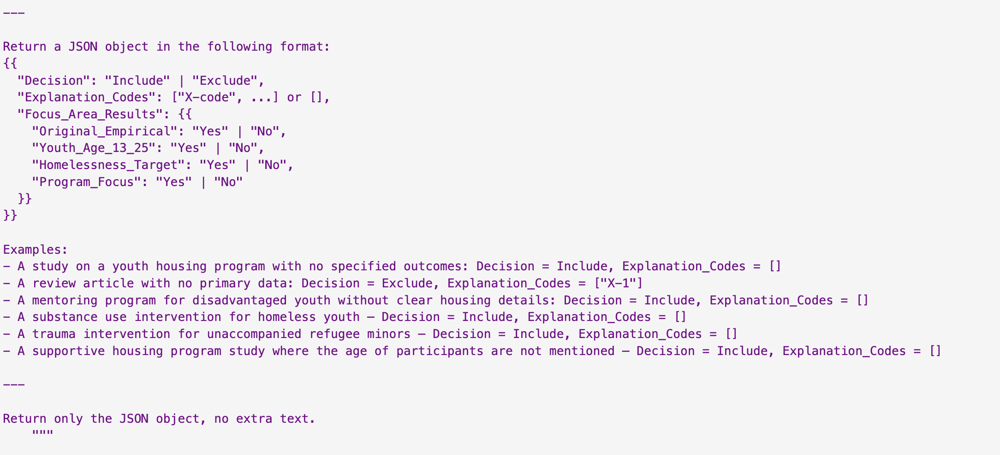 ---
Return a JSON object in the following format:
{{
  "Decision": "Include" | "Exclude",
  "Explanation_Codes": ["X-code", ...] or [],
  "Focus_Area_Results": {{
    "Original_Empirical": "Yes" | "No",
    "Youth_Age_13_25": "Yes" | "No",
    "Homelessness_Target": "Yes" | "No",
    "Program_Focus": "Yes" | "No"
  }}
}}
Examples:
- A study on a youth housing program with no specified outcomes: Decision = Include, Explanation_Codes = []
- A review article with no primary data: Decision = Exclude, Explanation_Codes = ["X-1"]
- A mentoring program for disadvantaged youth without clear housing details: Decision = Include, Explanation_Codes = []
- A substance use intervention for homeless youth — Decision = Include, Explanation_Codes = []
- A trauma intervention for unaccompanied refugee minors — Decision = Include, Explanation_Codes = []
- A supportive housing program study where the age of participants are not mentioned — Decision = Include, Explanation_Codes = []
---
Return only the JSON object, no extra text.
    """